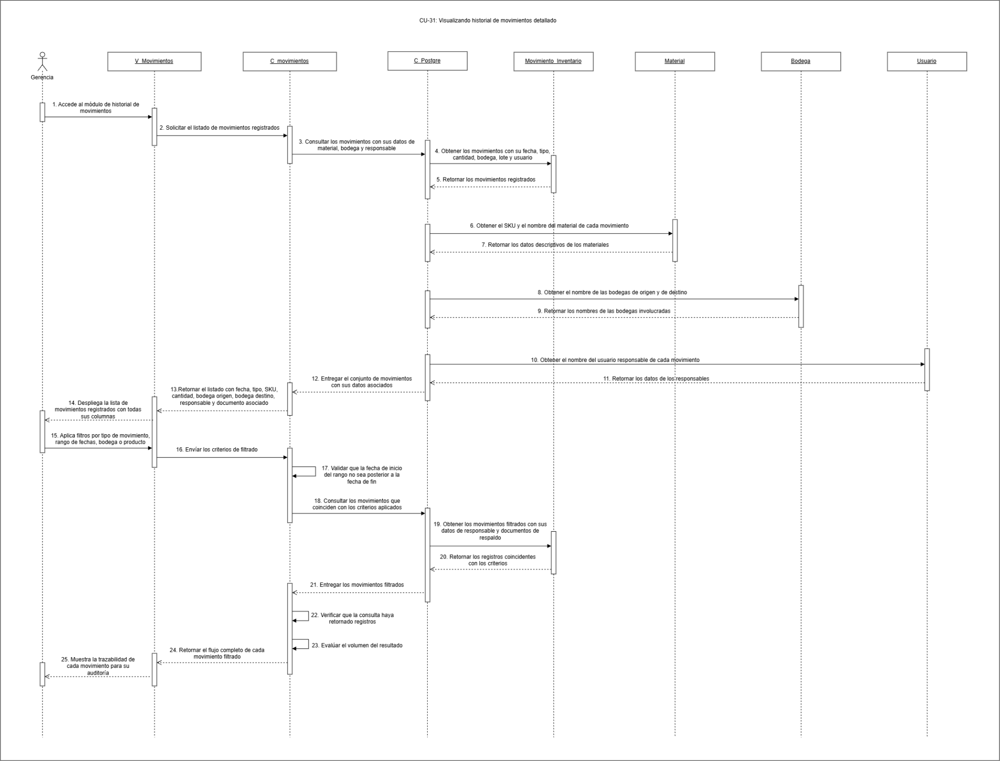 CU-31: Visualizando historial de movimientos detallado
Gerencia
V_Movimientos
C_movimientos
C_Postgre
Movimiento_Inventario
Material
Bodega
Usuario
1. Accede al módulo de historial de
movimientos
2. Solicitar el listado de movimientos registrados
3. Consultar los movimientos con sus datos de
material, bodega y responsable
4. Obtener los movimientos con su fecha, tipo,
cantidad, bodega, lote y usuario
5. Retornar los movimientos registrados
6. Obtener el SKU y el nombre del material de cada movimiento
7. Retornar los datos descriptivos de los materiales
8. Obtener el nombre de las bodegas de origen y de destino
9. Retornar los nombres de las bodegas involucradas
10. Obtener el nombre del usuario responsable de cada movimiento
11. Retornar los datos de los responsables
12. Entregar el conjunto de movimientos
con sus datos asociados
13.Retornar el listado con fecha, tipo, SKU,
cantidad, bodega origen, bodega destino,
responsable y documento asociado
14. Despliega la lista de
movimientos registrados con todas
sus columnas
15. Aplica filtros por tipo de movimiento,
rango de fechas, bodega o producto
16. Envíar los criterios de filtrado
17. Validar que la fecha de inicio
del rango no sea posterior a la
fecha de fin
18. Consultar los movimientos que
coinciden con los criterios aplicados
19. Obtener los movimientos filtrados con sus
datos de responsable y documentos de
respaldo
20. Retornar los registros coincidentes
con los criterios
21. Entregar los movimientos filtrados
22. Verificar que la consulta haya
retornado registros
23. Evalúar el volumen del resultado
24. Retornar el flujo completo de cada
movimiento filtrado
25. Muestra la trazabilidad de
cada movimiento para su
auditoría